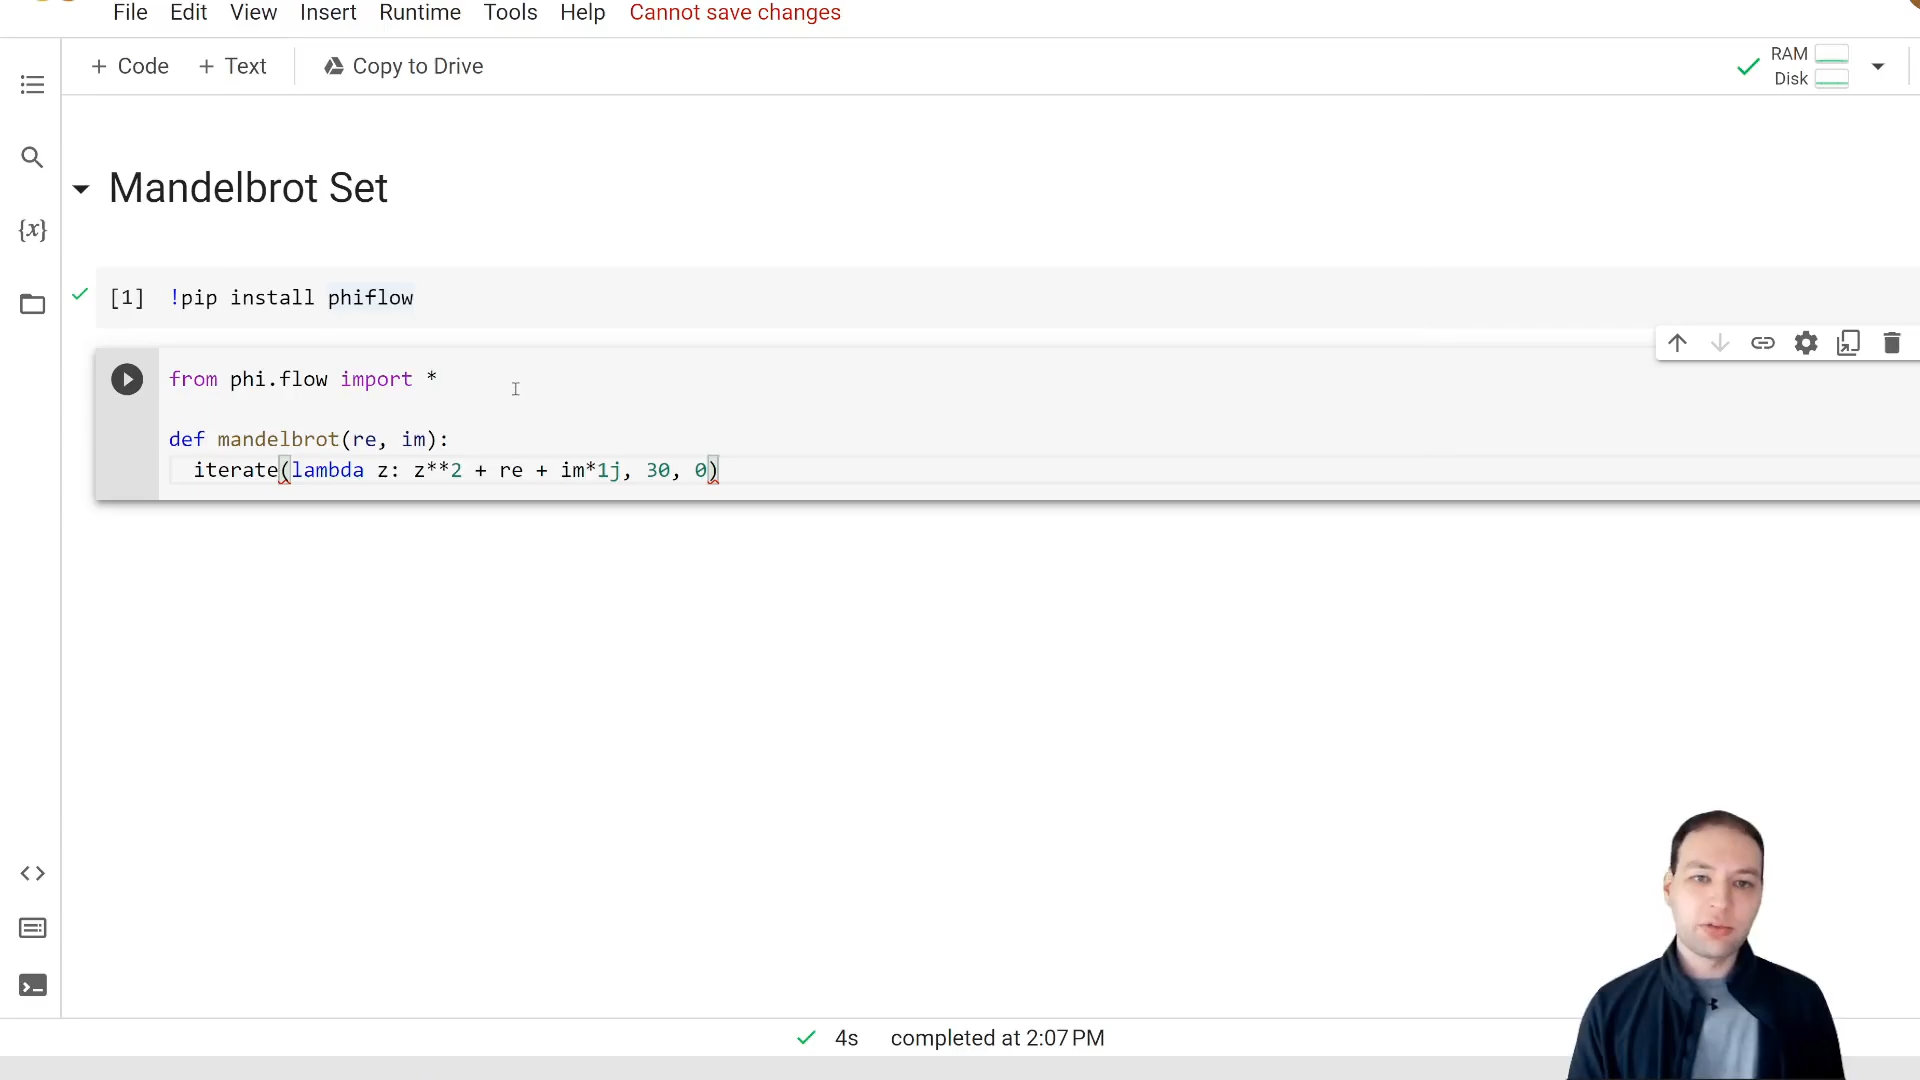 File Edit View Insert Runtime Tools Help Cannot save changes
+ Code + Text Copy to Drive
RAM
Disk
Mandelbrot Set
{x}
[1] !pip install phiflow
from phi.flow import *
def mandelbrot(re, im):
iterate(lambda z: z**2 + re + im*1j, 30, 0)
4s completed at 2:07 PM